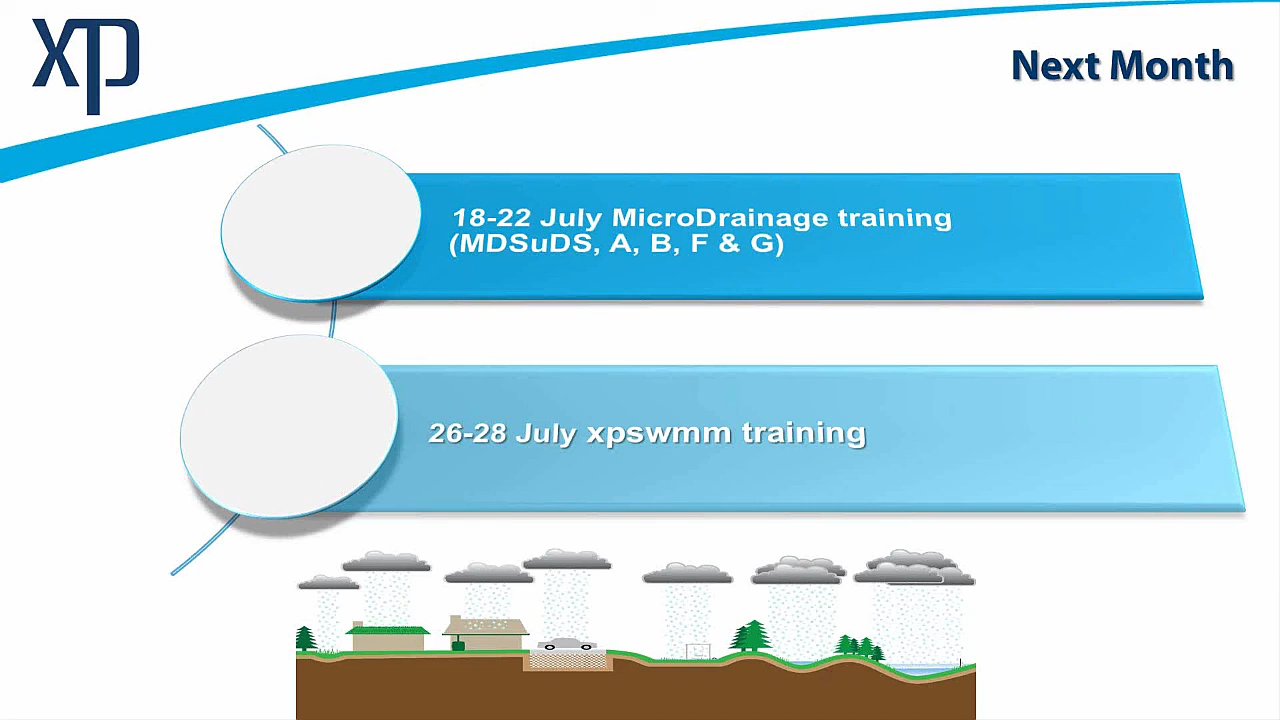 xp
Next Month
18-22 July MicroDrainage training
(MDSuDS, A, B, F & G)
26-28 July xpswmm training